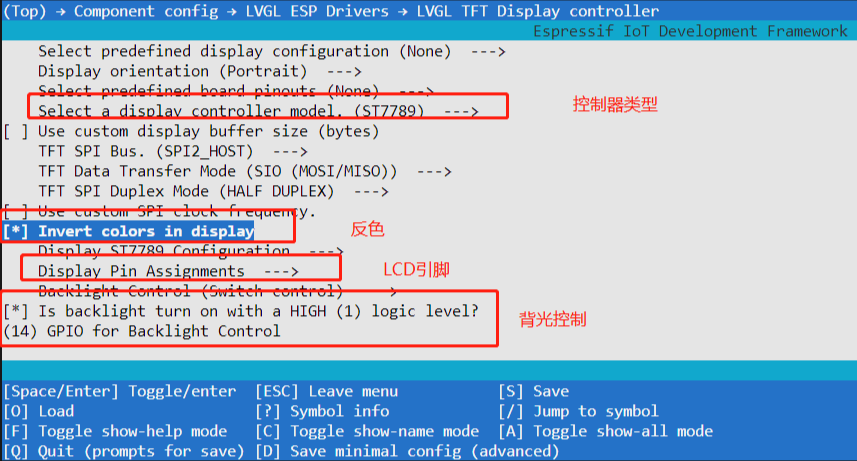 (Top) → Component config → LVGL ESP Drivers → LVGL TFT Display controller
Espressif IoT Development Framework
Select predefined display configuration (None)  --->
Display orientation (Portrait)  --->
Select predefined board pinouts (None)  --->
Select a display controller model. (ST7789)  --->
控制器类型
[ ] Use custom display buffer size (bytes)
TFT SPI Bus. (SPI2_HOST)  --->
TFT Data Transfer Mode (SIO (MOSI/MISO))  --->
TFT SPI Duplex Mode (HALF DUPLEX)  --->
[ ] Use custom SPI clock frequency.
[*] Invert colors in display
反色
Display ST7789 Configuration  --->
Display Pin Assignments  --->
LCD引脚
Backlight Control (Switch control)  --->
[*] Is backlight turn on with a HIGH (1) logic level?
(14) GPIO for Backlight Control
背光控制
[Space/Enter] Toggle/enter  [ESC] Leave menu  [S] Save
[O] Load  [?] Symbol info  [/] Jump to symbol
[F] Toggle show-help mode  [C] Toggle show-name mode  [A] Toggle show-all mode
[Q] Quit (prompts for save)  [D] Save minimal config (advanced)